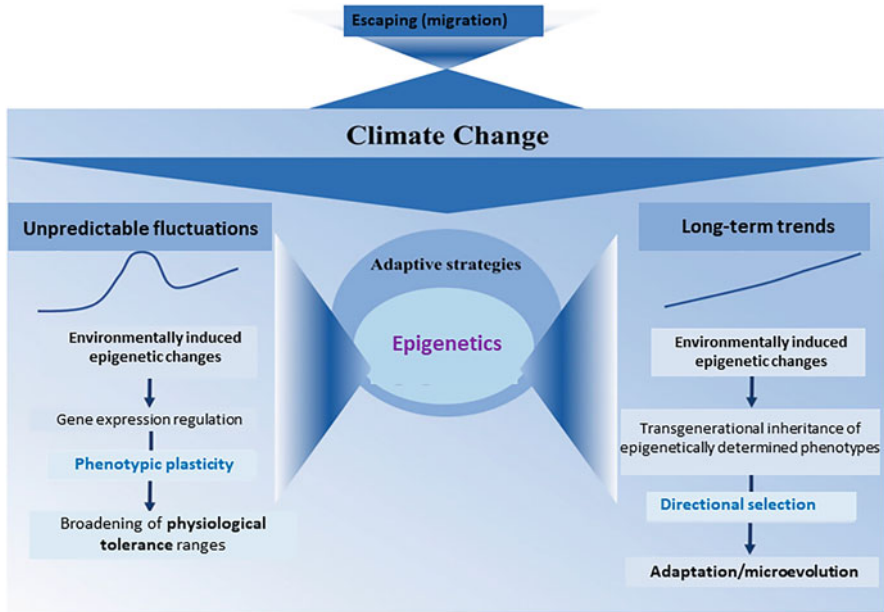 Escaping (migration)
Climate Change
Unpredictable fluctuations
Environmentally induced
epigenetic changes
Gene expression regulation
Phenotypic plasticity
Broadening of physiological
tolerance ranges
Adaptive strategies
Epigenetics
Long-term trends
Environmentally induced
epigenetic changes
Transgenerational inheritance of
epigenetically determined phenotypes
Directional selection
Adaptation/microevolution